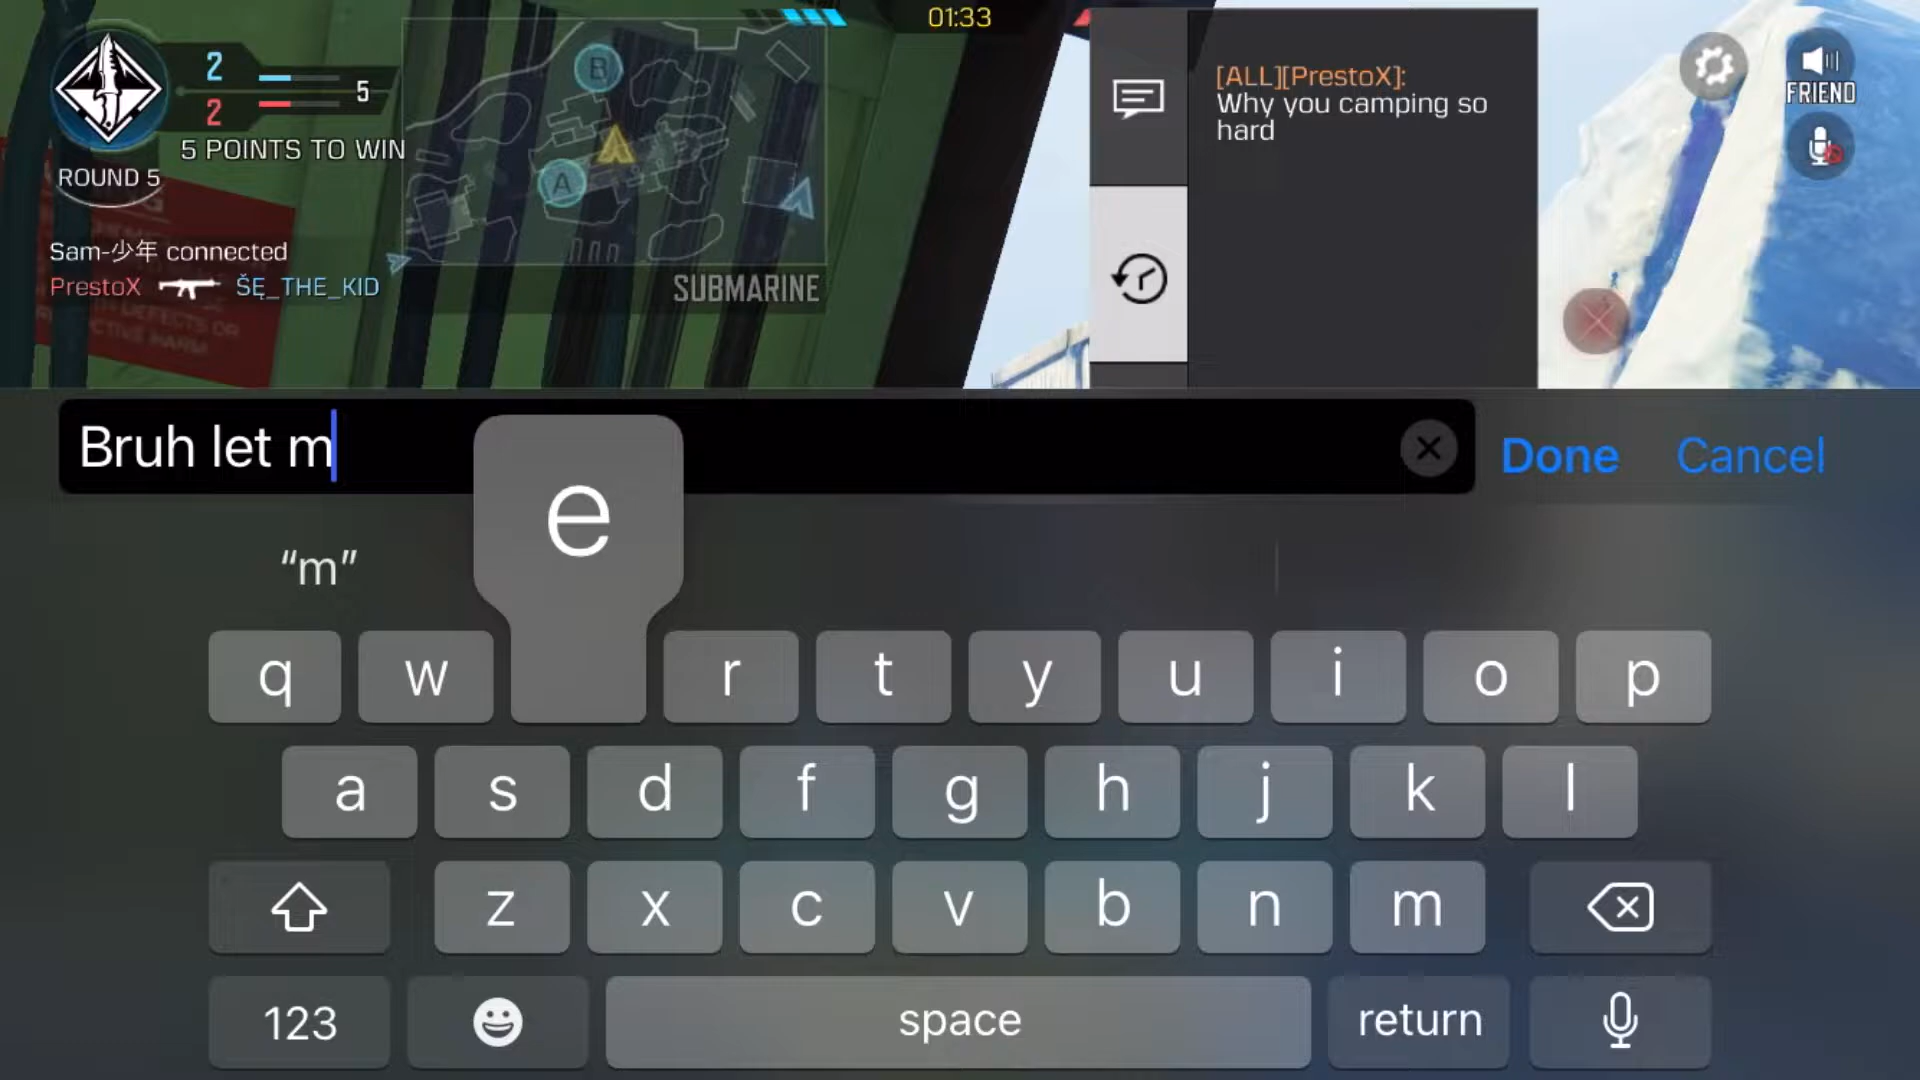 01:33
2
2
5
5 POINTS TO WIN
ROUND 5
B
A
SUBMARINE
Sam-少年 connected
PrestoX ŠĘ_THE_KID
[ALL][PrestoX]:
Why you camping so
hard
FRIEND
Bruh let m
Done
Cancel
e
“m”
q w r t y u i o p
a s d f g h j k l
z x c v b n m
123 space return